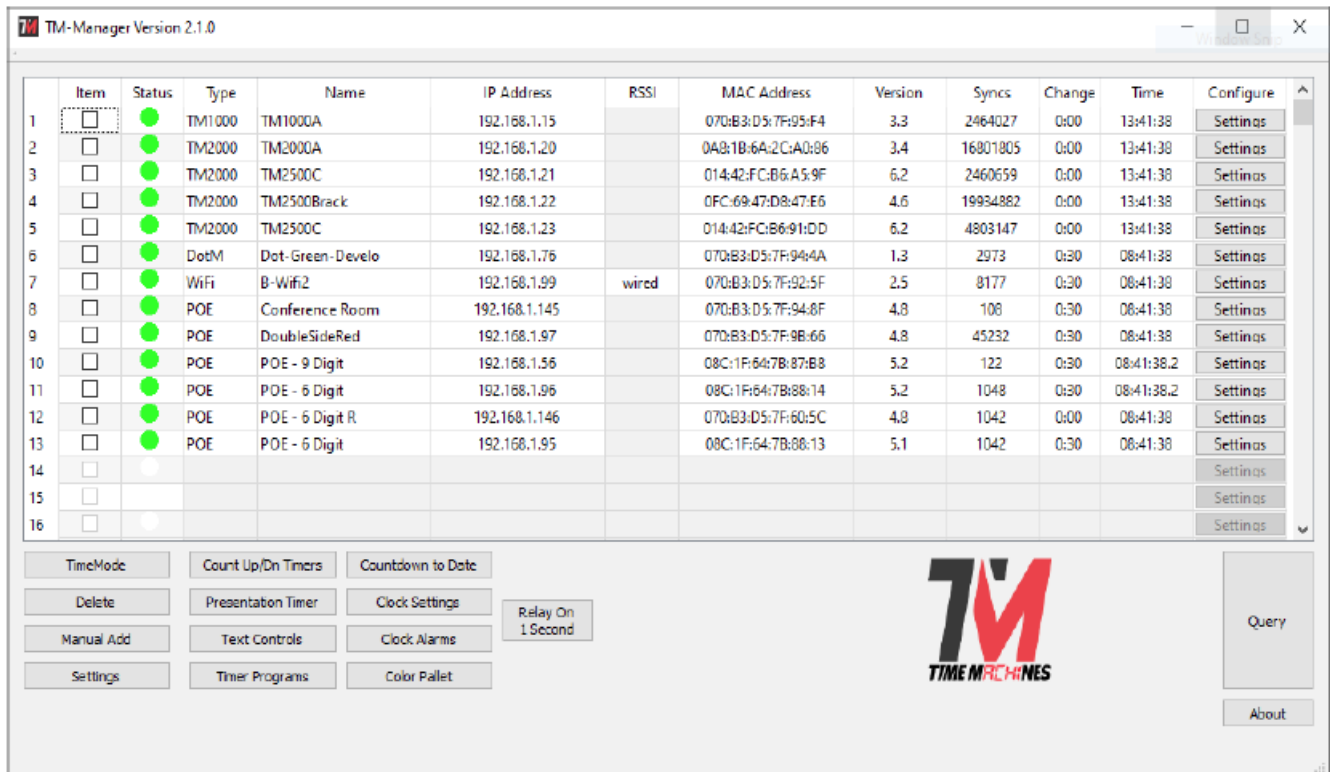 TM-Manager Version 2.1.0
Window Snip
Item Status Type Name IP Address RSSI MAC Address Version Syncs Change Time Configure
1 TM1000 TM1000A 192.168.1.15 070:B3:D5:7F:95:F4 3.3 2464027 0:00 13:41:38 Settings
2 TM2000 TM2000A 192.168.1.20 0A8:1B:6A:2C:A0:86 3.4 16801805 0:00 13:41:38 Settings
3 TM2000 TM2500C 192.168.1.21 014:42:FC:B6:A5:9F 6.2 2460659 0:00 13:41:38 Settings
4 TM2000 TM2500Brack 192.168.1.22 0FC:69:47:D8:47:E6 4.6 19934882 0:00 13:41:38 Settings
5 TM2000 TM2500C 192.168.1.23 014:42:FC:B6:91:DD 6.2 4803147 0:00 13:41:38 Settings
6 DotM Dot-Green-Develo 192.168.1.76 070:B3:D5:7F:94:4A 1.3 2973 0:30 08:41:38 Settings
7 WiFi B-Wifi2 192.168.1.99 wired 070:B3:D5:7F:92:5F 2.5 8177 0:30 08:41:38 Settings
8 POE Conference Room 192.168.1.145 070:B3:D5:7F:94:8F 4.8 108 0:30 08:41:38 Settings
9 POE DoubleSideRed 192.168.1.97 070:B3:D5:7F:9B:66 4.8 45232 0:30 08:41:38 Settings
10 POE POE - 9 Digit 192.168.1.56 08C:1F:64:7B:87:B8 5.2 122 0:30 08:41:38.2 Settings
11 POE POE - 6 Digit 192.168.1.96 08C:1F:64:7B:88:14 5.2 1048 0:30 08:41:38.2 Settings
12 POE POE - 6 Digit R 192.168.1.146 070:B3:D5:7F:60:5C 4.8 1042 0:00 08:41:38 Settings
13 POE POE - 6 Digit 192.168.1.95 08C:1F:64:7B:88:13 5.1 1042 0:30 08:41:38 Settings
14 Settings
15 Settings
16 Settings
TimeMode Count Up/Dn Timers Countdown to Date
Delete Presentation Timer Clock Settings
Manual Add Text Controls Clock Alarms
Settings Timer Programs Color Pallet
Relay On
1 Second
TM
TIME MACHINES
Query
About